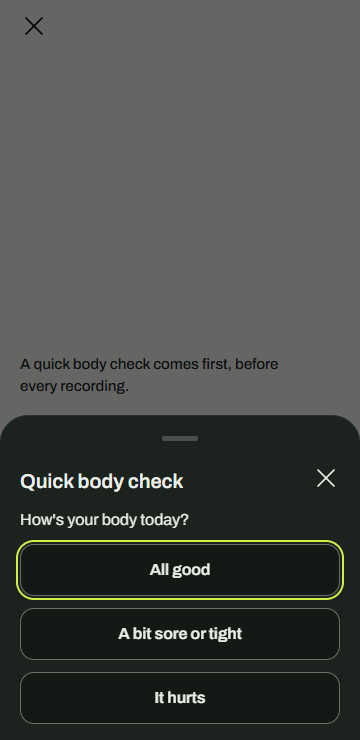 A quick body check comes first, before
every recording.
Quick body check
How's your body today?
All good
A bit sore or tight
It hurts